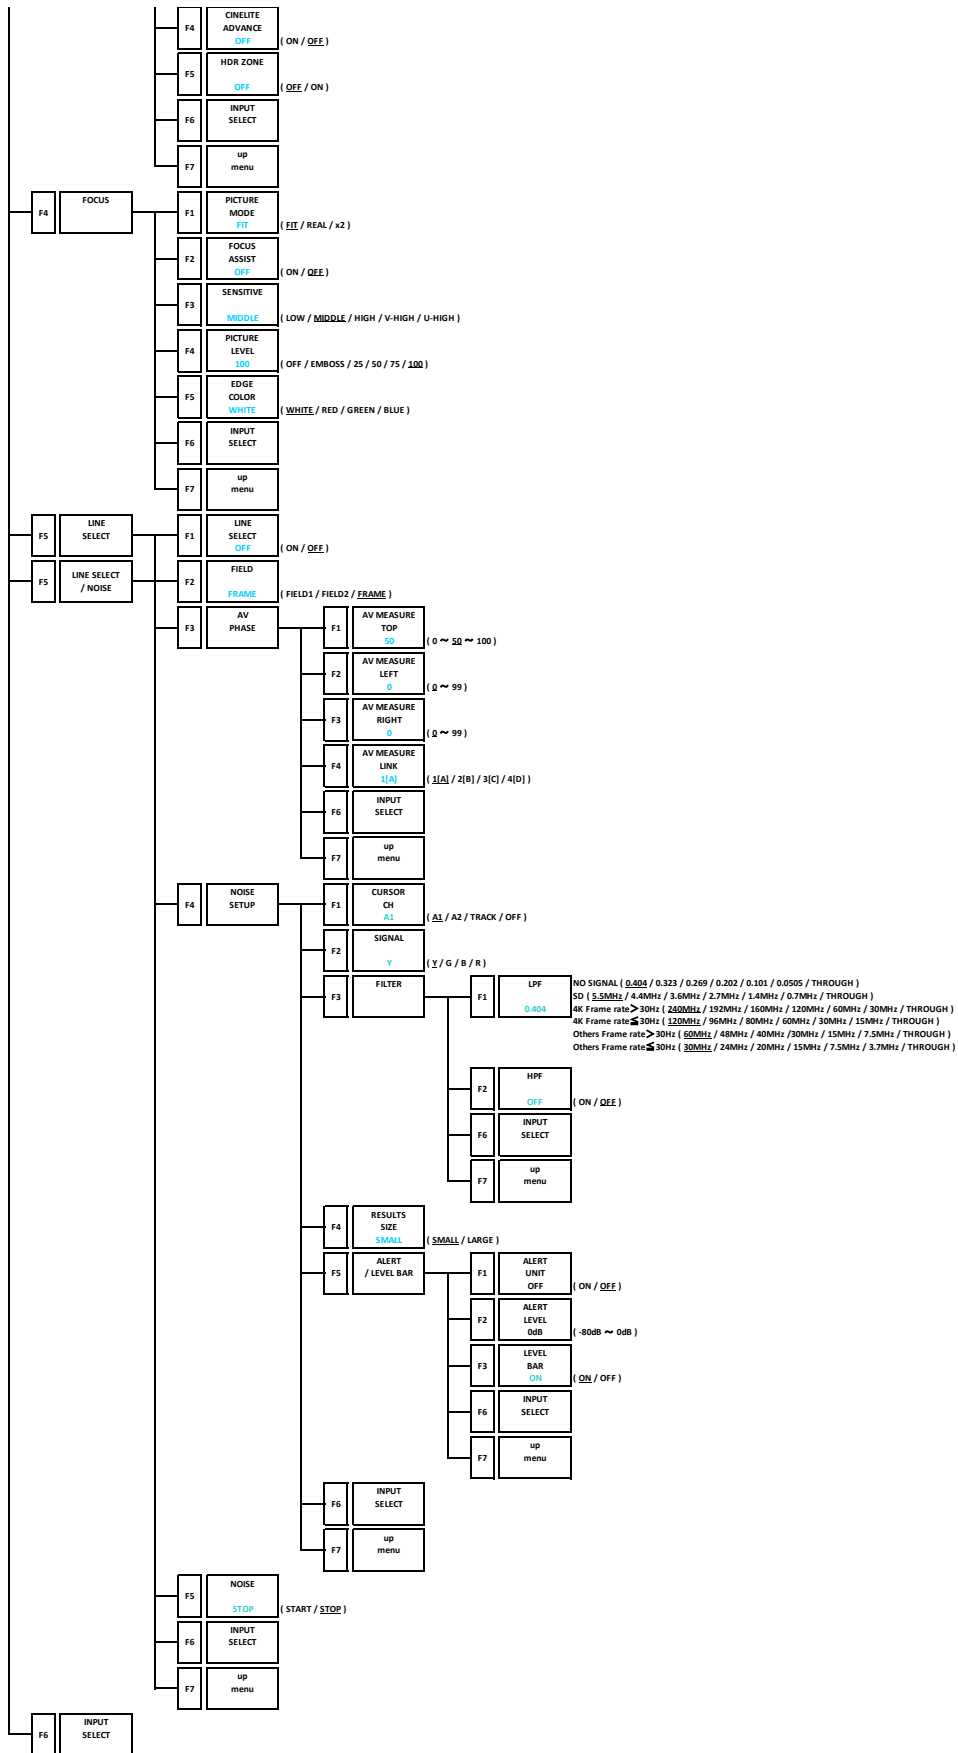 F4
CINELITE
ADVANCE
OFF
( ON / OFF )
F5
HDR ZONE
OFF
( OFF / ON )
F6
INPUT
SELECT
F7
up
menu
F4
FOCUS
F1
PICTURE
MODE
FIT
( FIT / REAL / x2 )
F2
FOCUS
ASSIST
OFF
( ON / OFF )
F3
SENSITIVE
MIDDLE
( LOW / MIDDLE / HIGH / V-HIGH / U-HIGH )
F4
PICTURE
LEVEL
100
( OFF / EMBOSS / 25 / 50 / 75 / 100 )
F5
EDGE
COLOR
WHITE
( WHITE / RED / GREEN / BLUE )
F6
INPUT
SELECT
F7
up
menu
F5
LINE
SELECT
F1
LINE
SELECT
OFF
( ON / OFF )
F5
LINE SELECT
/ NOISE
F2
FIELD
FRAME
( FIELD1 / FIELD2 / FRAME )
F3
AV
PHASE
F1
AV MEASURE
TOP
50
( 0 ～ 50 ～ 100 )
F2
AV MEASURE
LEFT
0
( 0 ～ 99 )
F3
AV MEASURE
RIGHT
0
( 0 ～ 99 )
F4
AV MEASURE
LINK
1[A]
( 1[A] / 2[B] / 3[C] / 4[D] )
F6
INPUT
SELECT
F7
up
menu
F4
NOISE
SETUP
F1
CURSOR
CH
A1
( A1 / A2 / TRACK / OFF )
F2
SIGNAL
Y
( Y / G / B / R )
F3
FILTER
F1
LPF
0.404
NO SIGNAL ( 0.404 / 0.323 / 0.269 / 0.202 / 0.101 / 0.0505 / THROUGH )
SD ( 5.5MHz / 4.4MHz / 3.6MHz / 2.7MHz / 1.4MHz / 0.7MHz / THROUGH )
4K Frame rate＞30Hz ( 240MHz / 192MHz / 160MHz / 120MHz / 60MHz / 30MHz / THROUGH )
4K Frame rate≦30Hz ( 120MHz / 96MHz / 80MHz / 60MHz / 30MHz / 15MHz / THROUGH )
Others Frame rate＞30Hz ( 60MHz / 48MHz / 40MHz /30MHz / 15MHz / 7.5MHz / THROUGH )
Others Frame rate≦30Hz ( 30MHz / 24MHz / 20MHz / 15MHz / 7.5MHz / 3.7MHz / THROUGH )
F2
HPF
OFF
( ON / OFF )
F6
INPUT
SELECT
F7
up
menu
F4
RESULTS
SIZE
SMALL
( SMALL / LARGE )
F5
ALERT
/ LEVEL BAR
F1
ALERT
UNIT
OFF
( ON / OFF )
F2
ALERT
LEVEL
0dB
( -80dB ～ 0dB )
F3
LEVEL
BAR
ON
( ON / OFF )
F6
INPUT
SELECT
F7
up
menu
F6
INPUT
SELECT
F7
up
menu
F5
NOISE
STOP
( START / STOP )
F6
INPUT
SELECT
F7
up
menu
F6
INPUT
SELECT